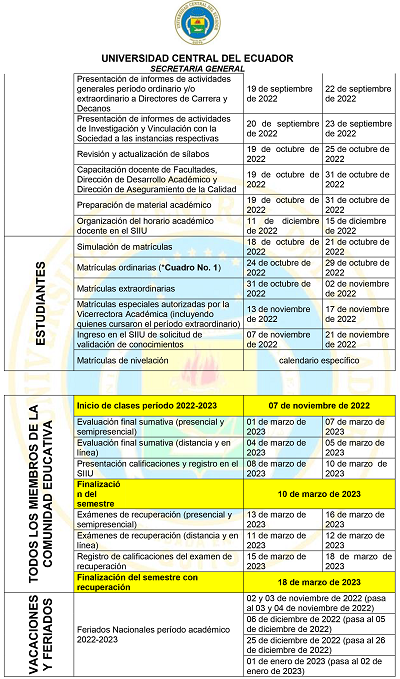 UNIVERSIDAD CENTRAL DEL ECUADOR
SECRETARIA GENERAL
Presentación de informes de actividades
generales período ordinario y/o
extraordinario a Directores de Carrera y
Decanos
19 de septiembre
de 2022
22 de septiembre
de 2022
Presentación de informes de actividades
de Investigación y Vinculación con la
Sociedad a las instancias respectivas
20 de septiembre
de 2022
23 de septiembre
de 2022
Revisión y actualización de sílabos
19 de octubre de
2022
25 de octubre de
2022
Capacitación docente de Facultades,
Dirección de Desarrollo Académico y
Dirección de Aseguramiento de la Calidad
19 de octubre de
2022
31 de octubre de
2022
Preparación de material académico
19 de octubre de
2022
31 de octubre de
2022
Organización del horario académico
docente en el SIIU
11 de diciembre
de 2022
15 de diciembre
de 2022
ESTUDIANTES
Simulación de matrículas
18 de octubre de
2022
21 de octubre de
2022
Matrículas ordinarias (*Cuadro No. 1)
24 de octubre de
2022
29 de octubre de
2022
Matrículas extraordinarias
31 de octubre de
2022
02 de noviembre
de 2022
Matrículas especiales autorizadas por la
Vicerrectora Académica (incluyendo
quienes cursaron el período extraordinario)
13 de noviembre
de 2022
17 de noviembre
de 2022
Ingreso en el SIIU de solicitud de
validación de conocimientos
07 de noviembre
de 2022
21 de noviembre
de 2022
Matrículas de nivelación
calendario específico
TODOS LOS MIEMBROS DE LA
COMUNIDAD EDUCATIVA
Inicio de clases período 2022-2023
07 de noviembre de 2022
Evaluación final sumativa (presencial y
semipresencial)
01 de marzo de
2023
07 de marzo de
2023
Evaluación final sumativa (distancia y en
línea)
04 de marzo de
2023
05 de marzo de
2023
Presentación calificaciones y registro en el
SIIU
08 de marzo de
2023
10 de marzo de
2023
Finalizació
n del
semestre
10 de marzo de 2023
Exámenes de recuperación (presencial y
semipresencial)
13 de marzo de
2023
16 de marzo de
2023
Exámenes de recuperación (distancia y en
línea)
11 de marzo de
2023
12 de marzo de
2023
Registro de calificaciones del examen de
recuperación
15 de marzo de
2023
18 de marzo de
2023
Finalización del semestre con
recuperación
18 de marzo de 2023
VACACIONES
Y FERIADOS
Feriados Nacionales período académico
2022-2023
02 y 03 de noviembre de 2022 (pasa
al 03 y 04 de noviembre de 2022)
06 de diciembre de 2022 (pasa al 05
de diciembre de 2022)
25 de diciembre de 2022 (pasa al 26
de diciembre de 2022)
01 de enero de 2023 (pasa al 02 de
enero de 2023)